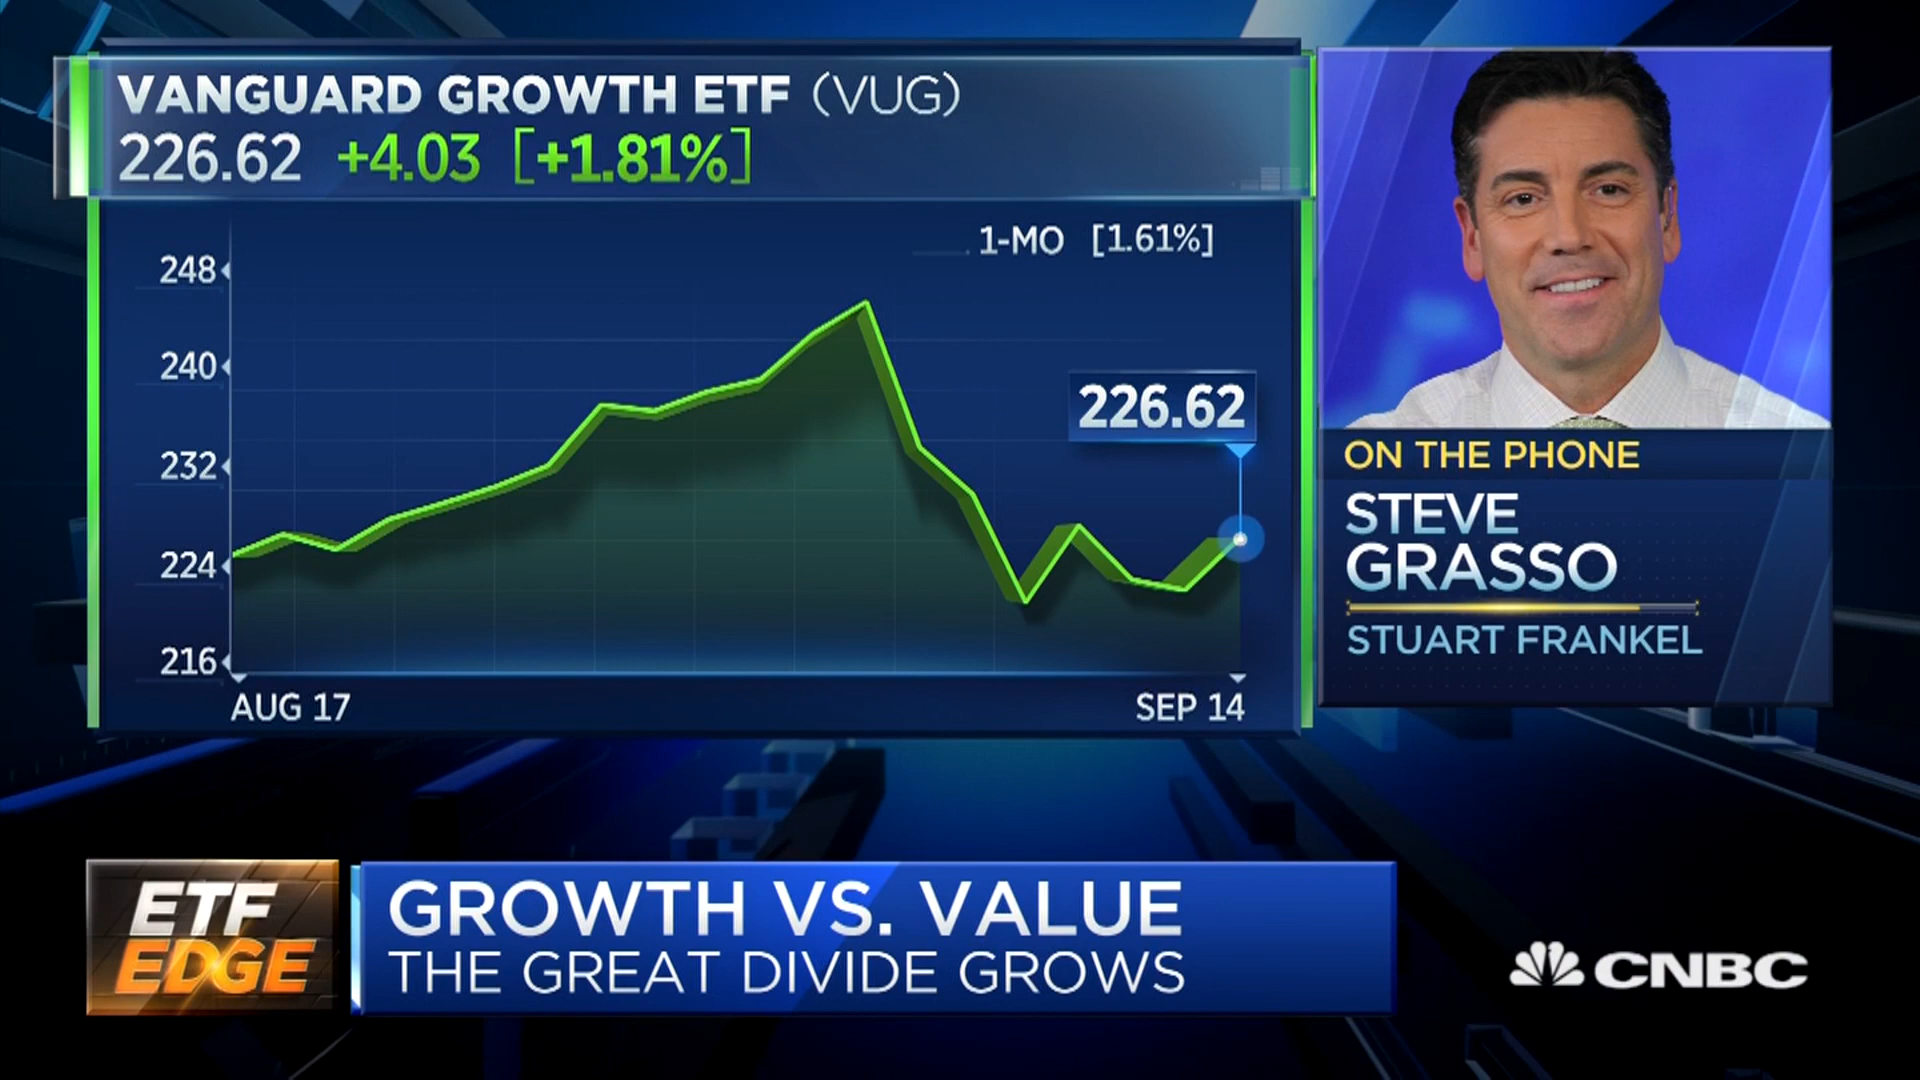 VANGUARD GROWTH ETF (VUG)
226.62 +4.03 [+1.81%]
1-MO [1.61%]
248
240
232
224
216
226.62
AUG 17
SEP 14
ON THE PHONE
STEVE
GRASSO
STUART FRANKEL
ETF
EDGE
GROWTH VS. VALUE
THE GREAT DIVIDE GROWS
CNBC